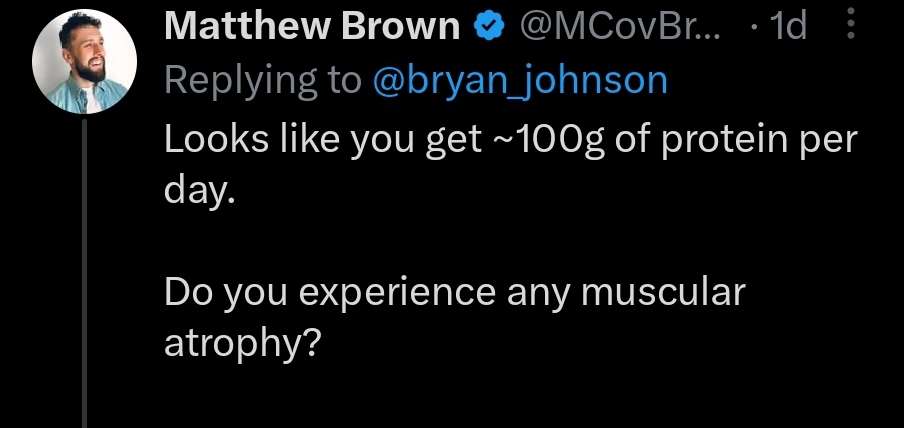 Matthew Brown @MCovBr... · 1d
Replying to @bryan_johnson
Looks like you get ~100g of protein per
day.
Do you experience any muscular
atrophy?